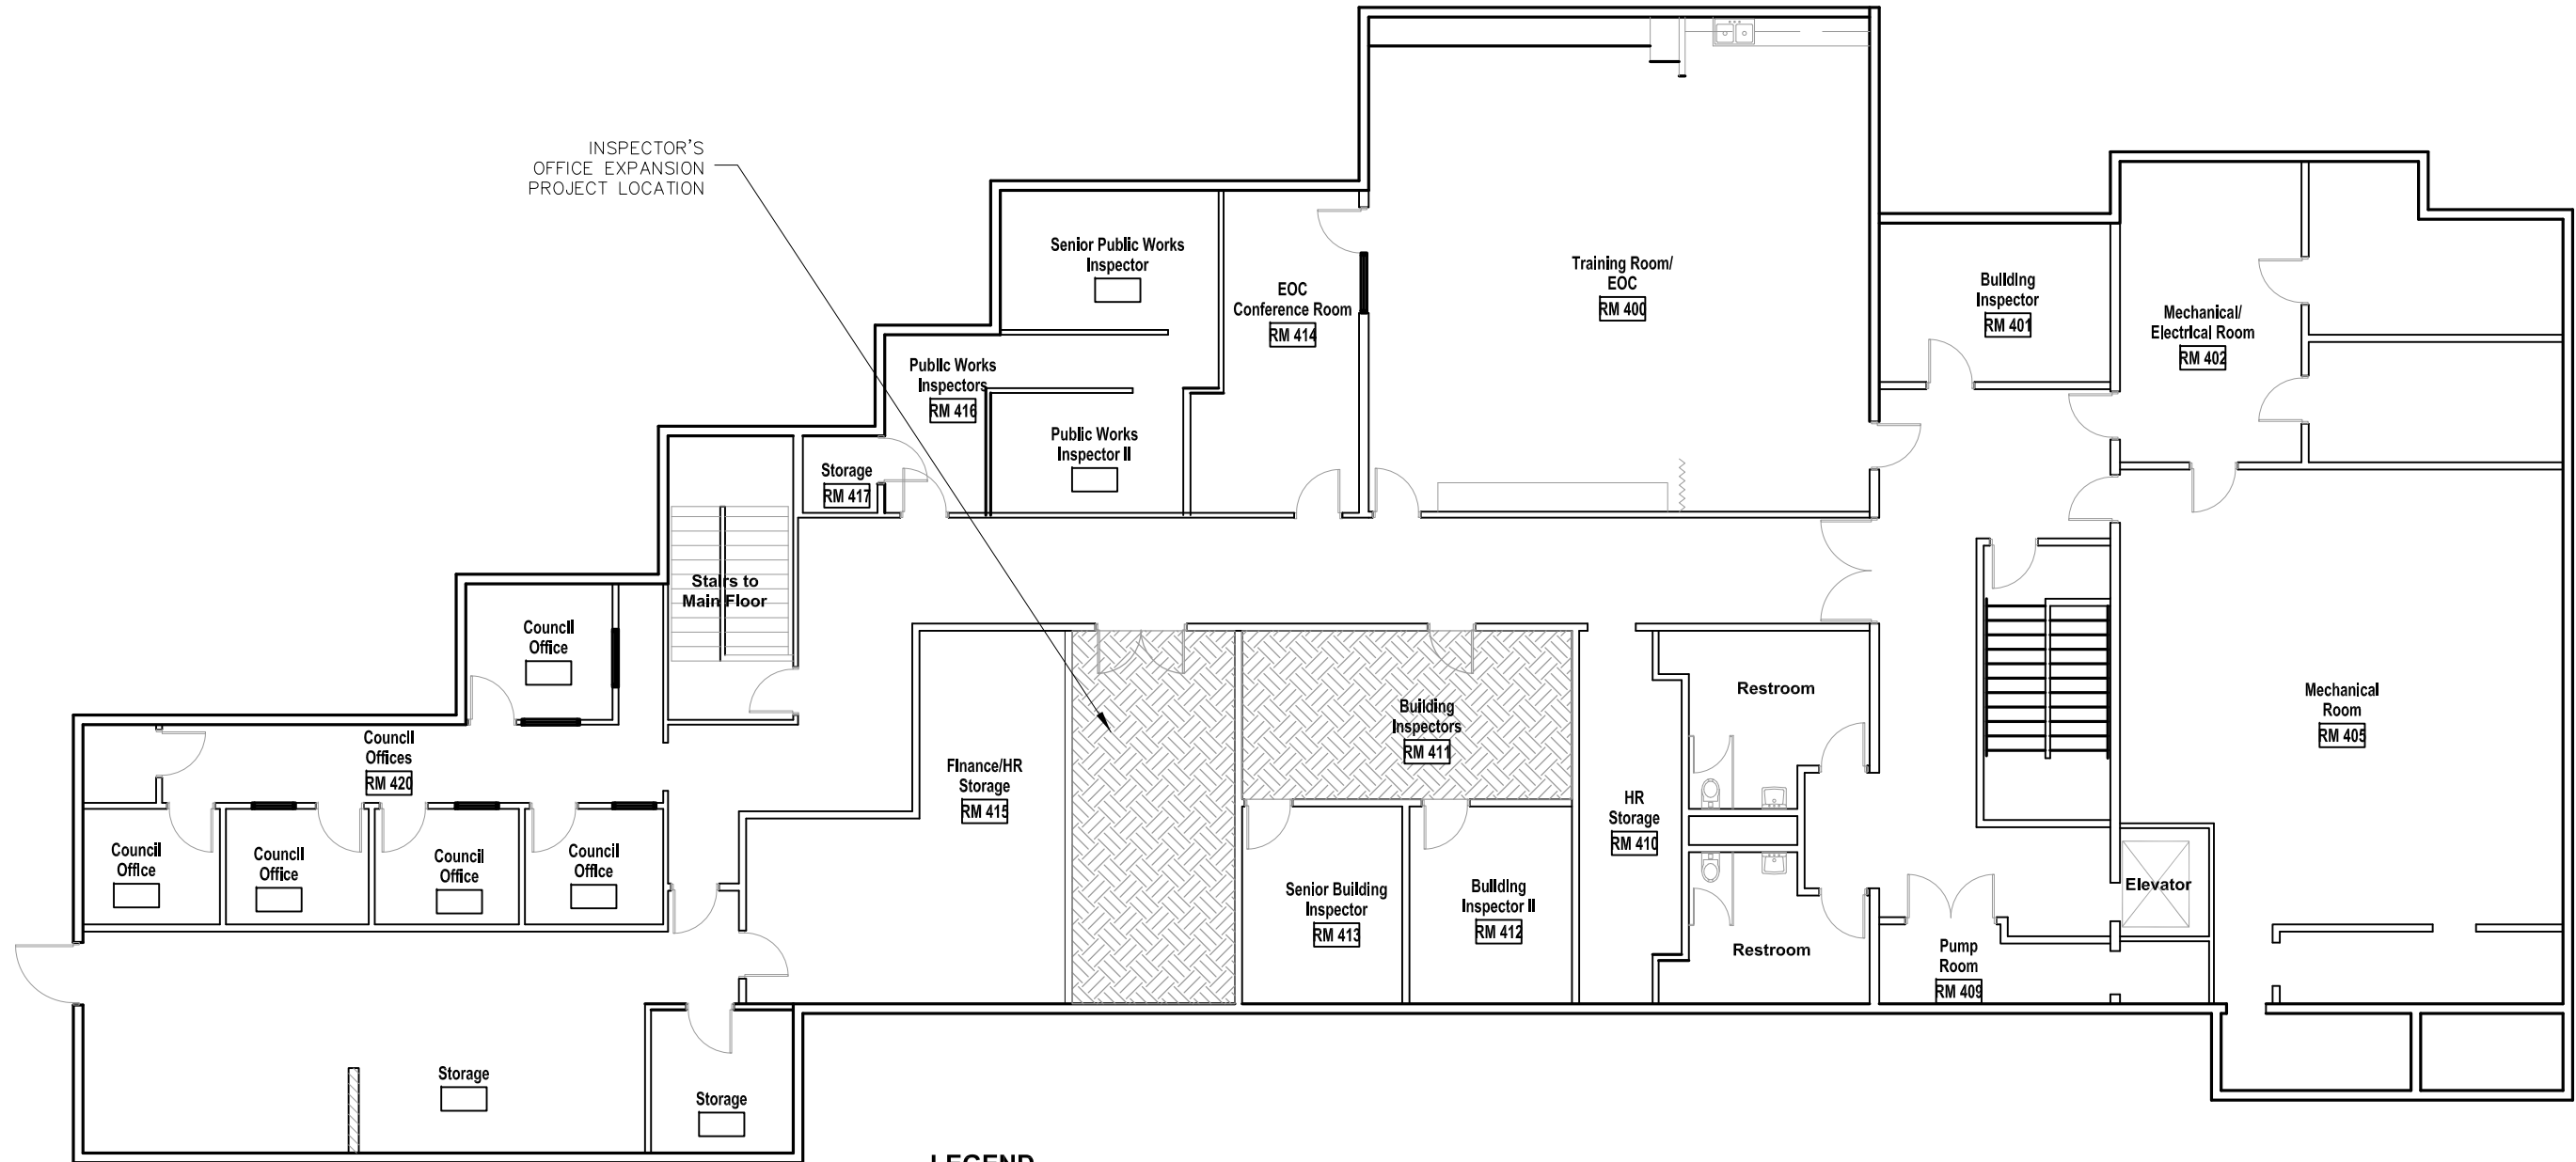 INSPECTOR'S
OFFICE EXPANSION
PROJECT LOCATION
Senior Public Works
Inspector
EOC
Conference Room
RM 414
Training Room/
EOC
RM 400
Building
Inspector
RM 401
Mechanical/
Electrical Room
RM 402
Public Works
Inspectors
RM 416
Public Works
Inspector II
Storage
RM 417
Stairs to
Main Floor
Council
Office
Council
Offices
RM 420
Council
Office
Council
Office
Council
Office
Council
Office
Finance/HR
Storage
RM 415
Building
Inspectors
RM 411
Senior Building
Inspector
RM 413
Building
Inspector II
RM 412
HR
Storage
RM 410
Restroom
Restroom
Mechanical
Room
RM 405
Elevator
Pump
Room
RM 409
Storage
Storage
LEGEND